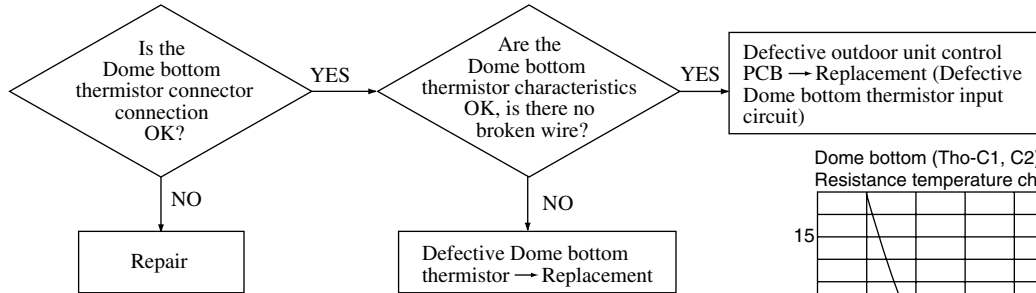 Is the
Dome bottom
thermistor connector
connection
OK?
YES
Are the
Dome bottom
thermistor characteristics
OK, is there no
broken wire?
YES
Defective outdoor unit control
PCB → Replacement (Defective
Dome bottom thermistor input
circuit)
NO
Repair
NO
Defective Dome bottom
thermistor → Replacement
Dome bottom (Tho-C1, C2)
Resistance temperature
15